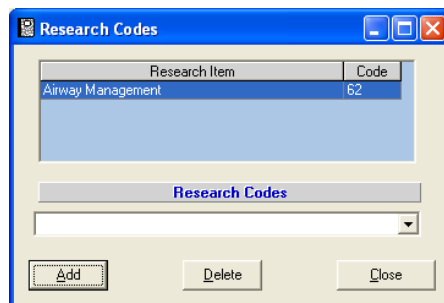 Research Codes
Research Item Code
Airway Management 62
Research Codes
Add Delete Close